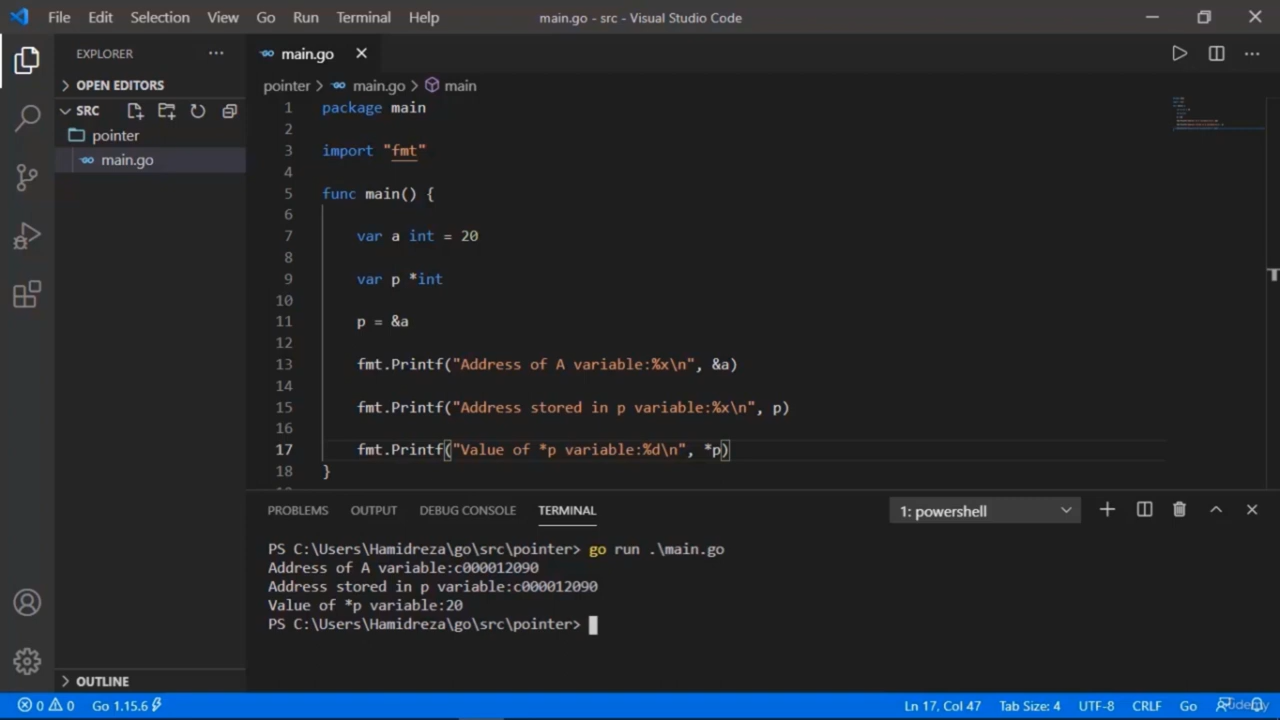 File Edit Selection View Go Run Terminal Help main.go - src - Visual Studio Code
EXPLORER
OPEN EDITORS
SRC
pointer
main.go
OUTLINE
main.go
pointer > main.go > main
1 package main
2
3 import "fmt"
4
5 func main() {
6
7 var a int = 20
8
9 var p *int
10
11 p = &a
12
13 fmt.Printf("Address of A variable:%x\n", &a)
14
15 fmt.Printf("Address stored in p variable:%x\n", p)
16
17 fmt.Printf("Value of *p variable:%d\n", *p)
18 }
PROBLEMS OUTPUT DEBUG CONSOLE TERMINAL 1: powershell
PS C:\Users\Hamidreza\go\src\pointer> go run .\main.go
Address of A variable:c000012090
Address stored in p variable:c000012090
Value of *p variable:20
PS C:\Users\Hamidreza\go\src\pointer>
0 0 Go 1.15.6 Ln 17, Col 47 Tab Size: 4 UTF-8 CRLF Go